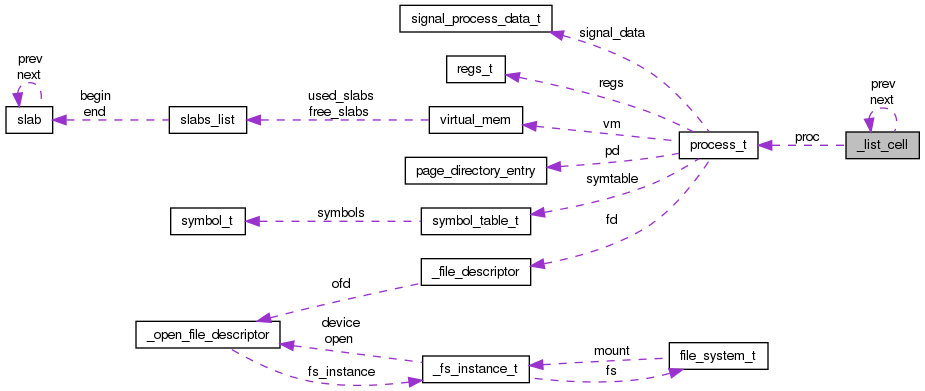 signal_process_data_t
signal_data
prev
next
regs_t
regs
prev
next
begin
end
used_slabs
free_slabs
slab
slabs_list
virtual_mem
vm
process_t
proc
_list_cell
pd
page_directory_entry
symtable
symbol_t
symbols
symbol_table_t
fd
_file_descriptor
ofd
_open_file_descriptor
device
open
fs_instance
_fs_instance_t
mount
fs
file_system_t